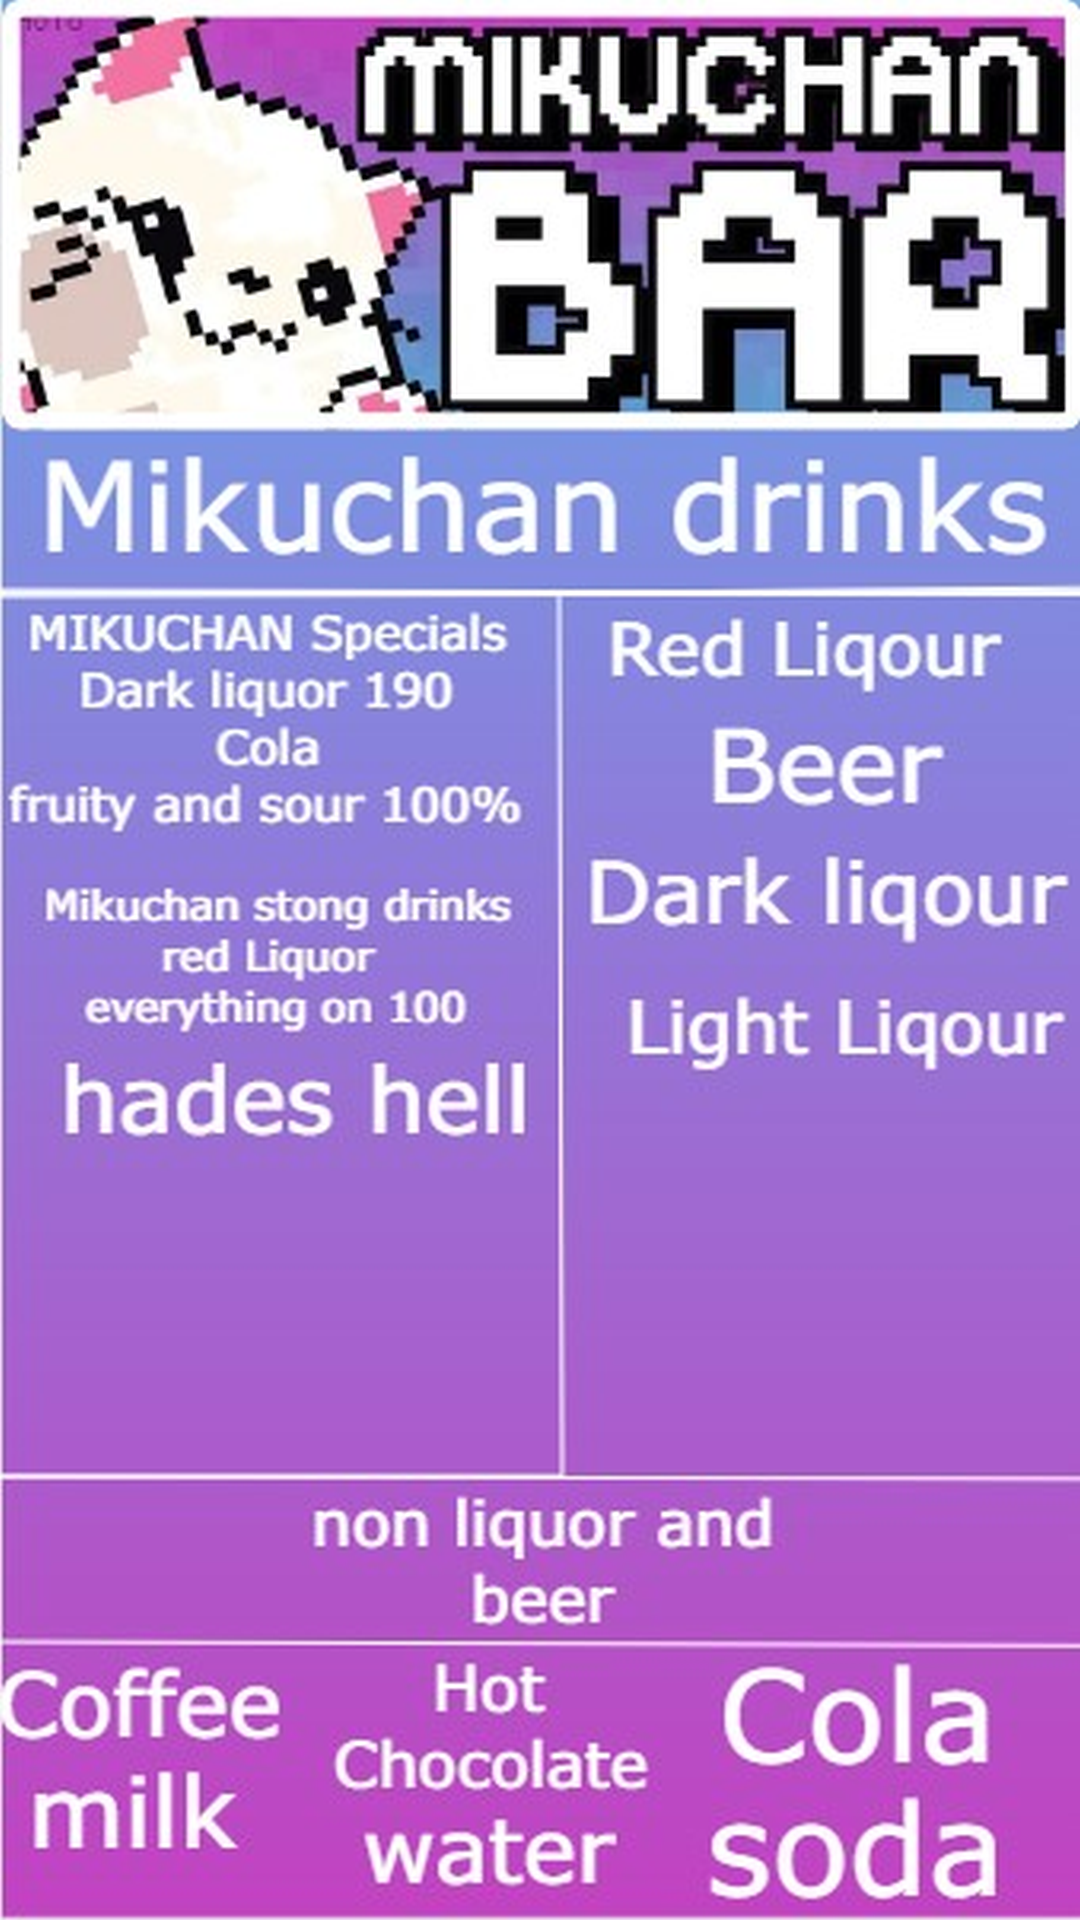 MIKUCHAN
BAR
Mikuchan drinks
MIKUCHAN Specials
Dark liquor 190
Cola
fruity and sour 100%
Mikuchan stong drinks
red Liquor
everything on 100
hades hell
Red Liqour
Beer
Dark liqour
Light Liqour
non liquor and
beer
Coffee
milk
Hot
Chocolate
water
Cola
soda